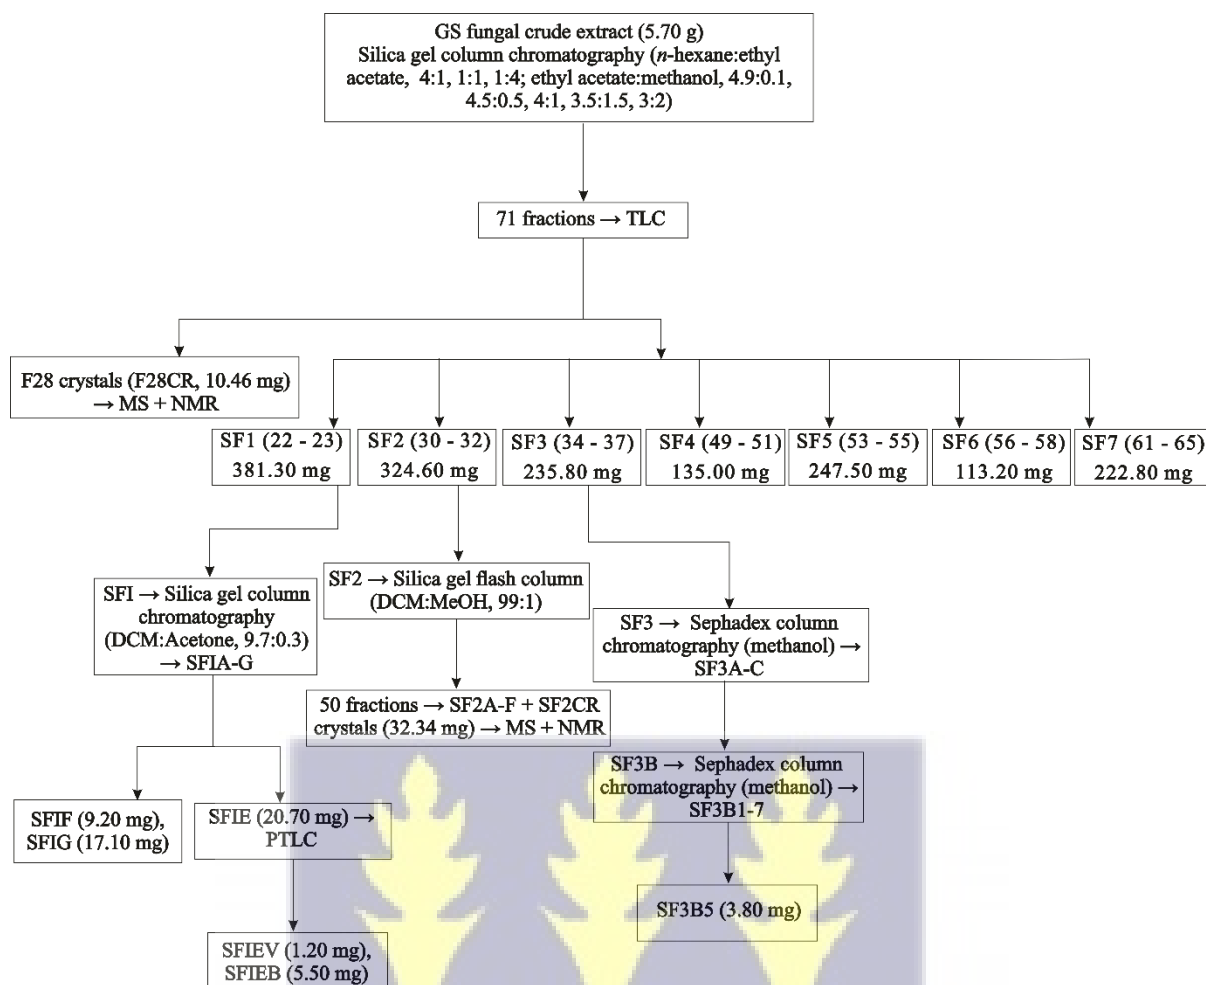 GS fungal crude extract (5.70 g)
Silica gel column chromatography (n-hexane:ethyl
acetate, 4:1, 1:1, 1:4; ethyl acetate:methanol, 4.9:0.1,
4.5:0.5, 4:1, 3.5:1.5, 3:2)
71 fractions → TLC
F28 crystals (F28CR, 10.46 mg)
→ MS + NMR
SF1 (22 - 23)
381.30 mg
SF2 (30 - 32)
324.60 mg
SF3 (34 - 37)
235.80 mg
SF4 (49 - 51)
135.00 mg
SF5 (53 - 55)
247.50 mg
SF6 (56 - 58)
113.20 mg
SF7 (61 - 65)
222.80 mg
SFI → Silica gel column
chromatography
(DCM:Acetone, 9.7:0.3)
→ SFIA-G
SF2 → Silica gel flash column
(DCM:MeOH, 99:1)
SF3 → Sephadex column
chromatography (methanol) →
SF3A-C
50 fractions → SF2A-F + SF2CR
crystals (32.34 mg) → MS + NMR
SF3B → Sephadex column
chromatography (methanol) →
SF3B1-7
SFIF (9.20 mg),
SFIG (17.10 mg)
SFIE (20.70 mg) →
PTLC
SF3B5 (3.80 mg)
SFIEV (1.20 mg),
SFIEB (5.50 mg)